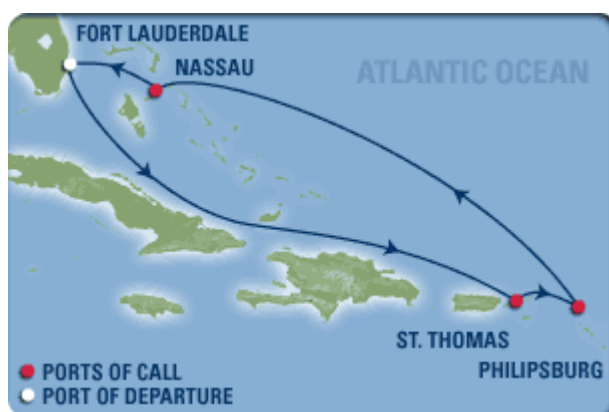 FORT LAUDERDALE
NASSAU
ATLANTIC OCEAN
ST. THOMAS
PHILIPSBURG
PORTS OF CALL
PORT OF DEPARTURE